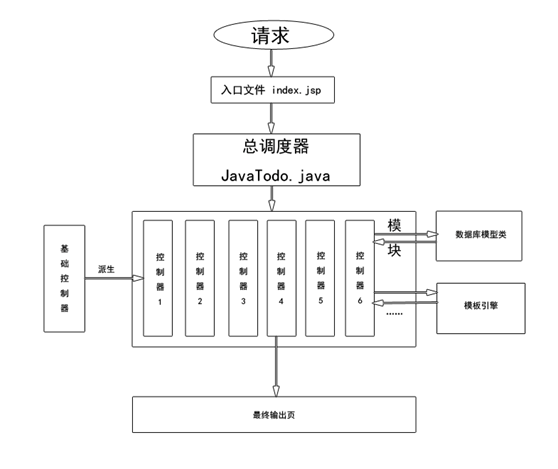 请求
入口文件 index.jsp
总调度器
JavaTodo.java
模块
基础控制器
派生
控制器1
控制器2
控制器3
控制器4
控制器5
控制器6
......
数据库模型类
模板引擎
最终输出页